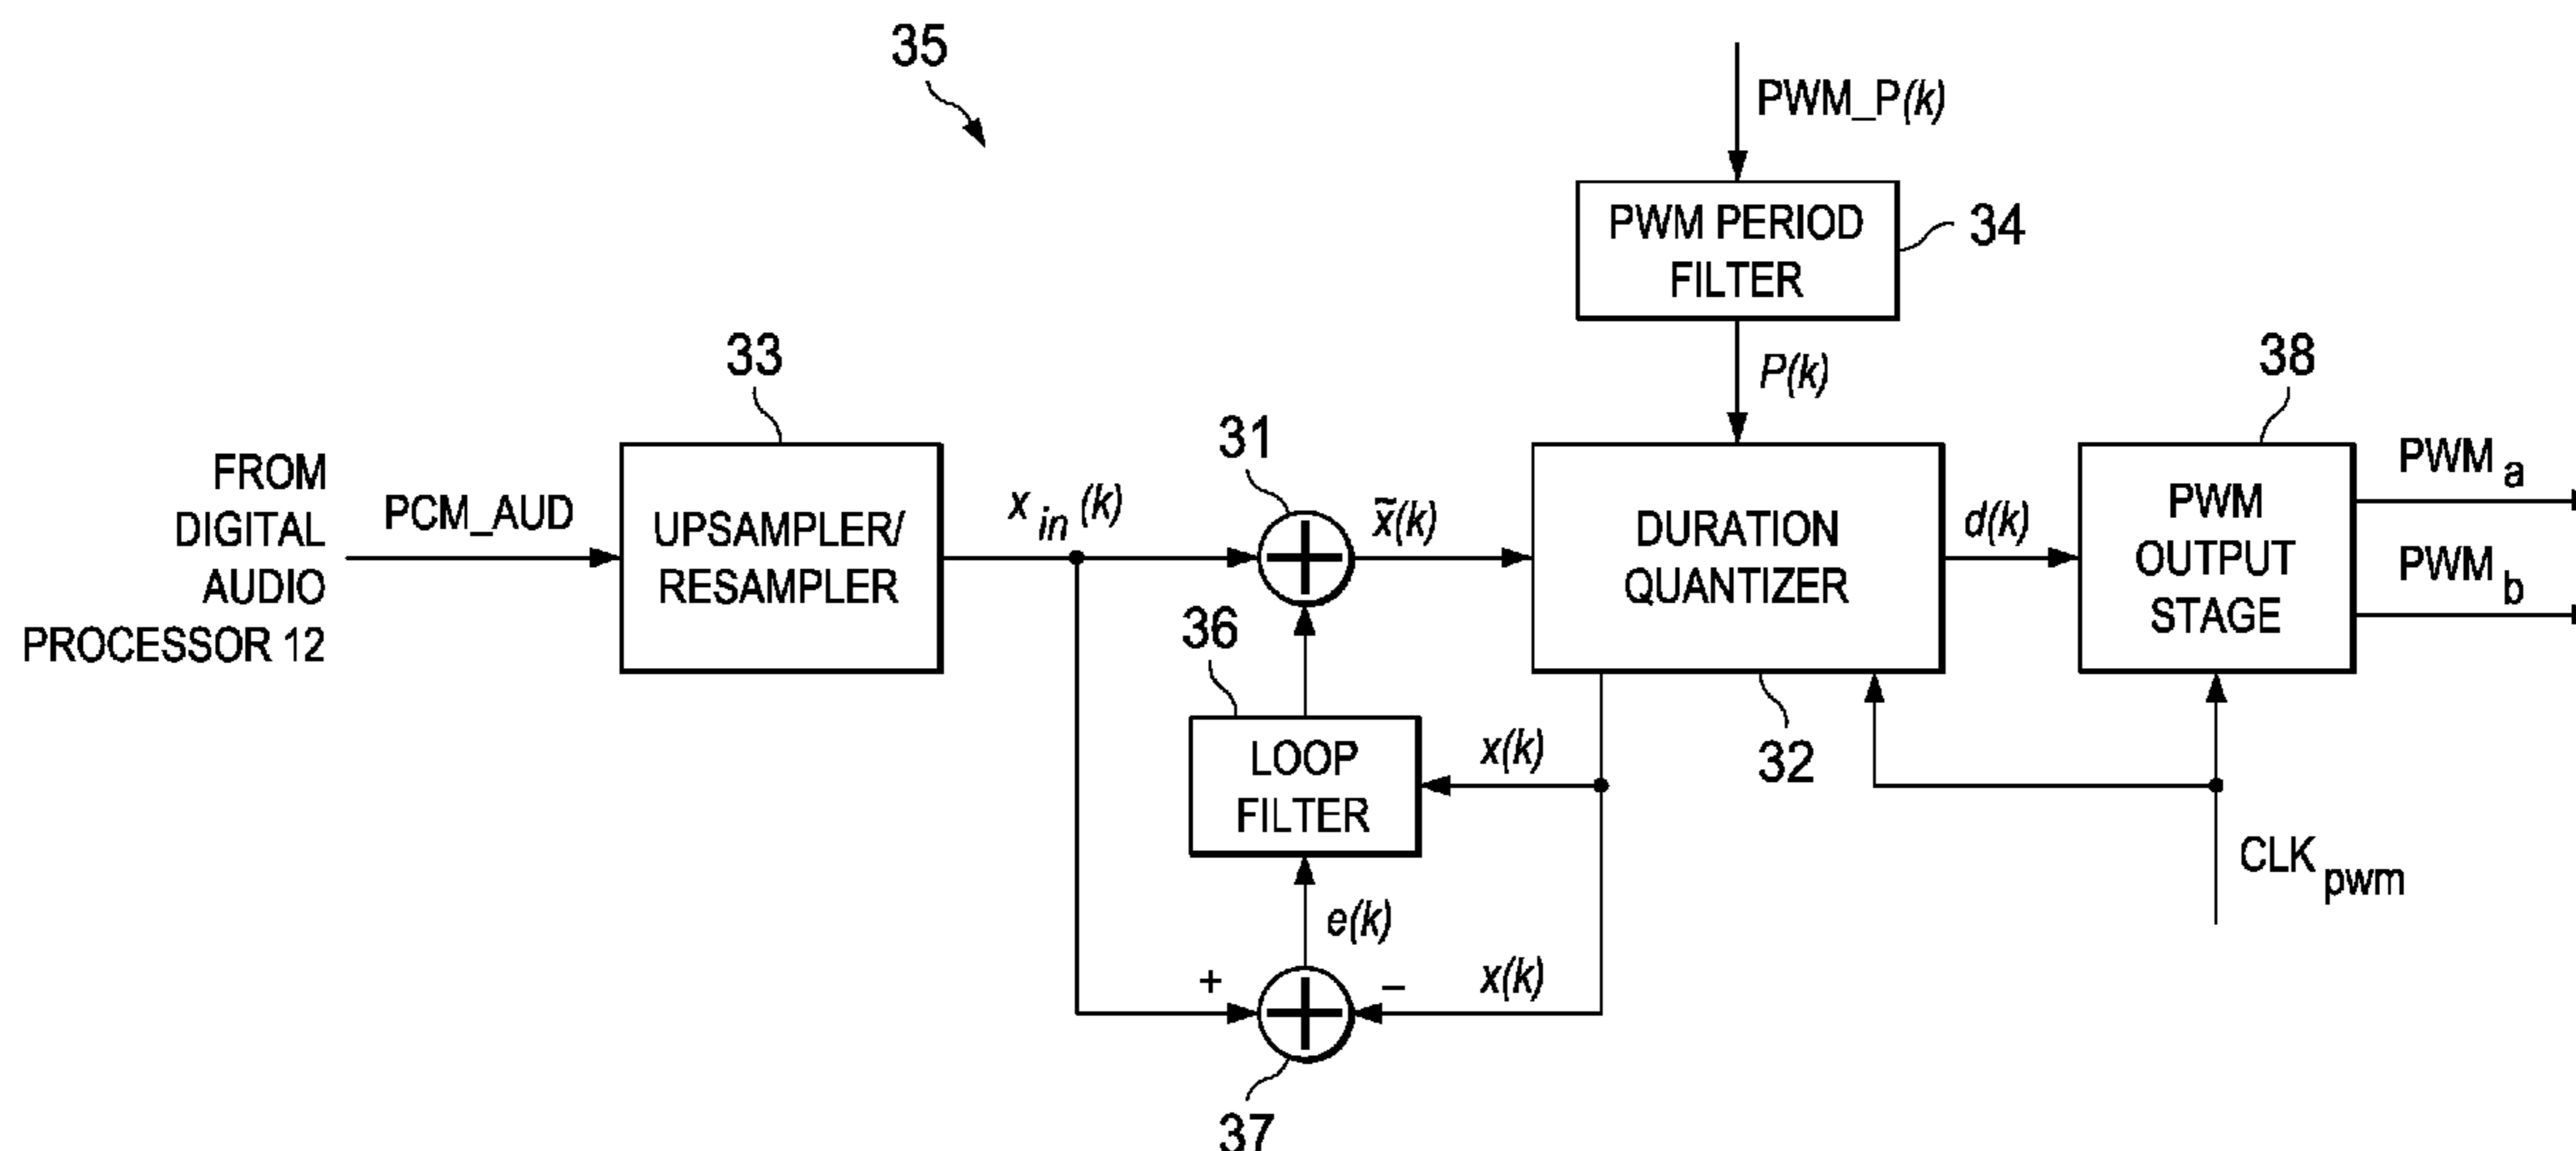 35
PWM_P(k)
PWM PERIOD
FILTER
34
P(k)
33
31
38
FROM
DIGITAL
AUDIO
PROCESSOR 12
PCM_AUD
UPSAMPLER/
RESAMPLER
x in (k)
x̃(k)
DURATION
QUANTIZER
d(k)
PWM
OUTPUT
STAGE
PWM a
PWM b
36
LOOP
FILTER
x(k)
32
CLK pwm
e(k)
+
–
x(k)
37